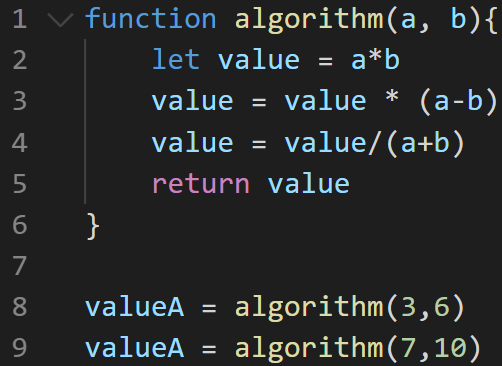 1 function algorithm(a, b){
2 let value = a*b
3 value = value * (a-b)
4 value = value/(a+b)
5 return value
6 }
7
8 valueA = algorithm(3,6)
9 valueA = algorithm(7,10)